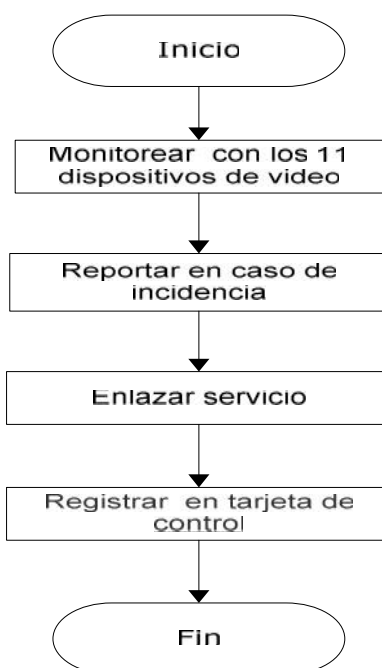 Inicio
Monitorear con los 11
dispositivos de video
Reportar en caso de
incidencia
Enlazar servicio
Registrar en tarjeta de
control
Fin